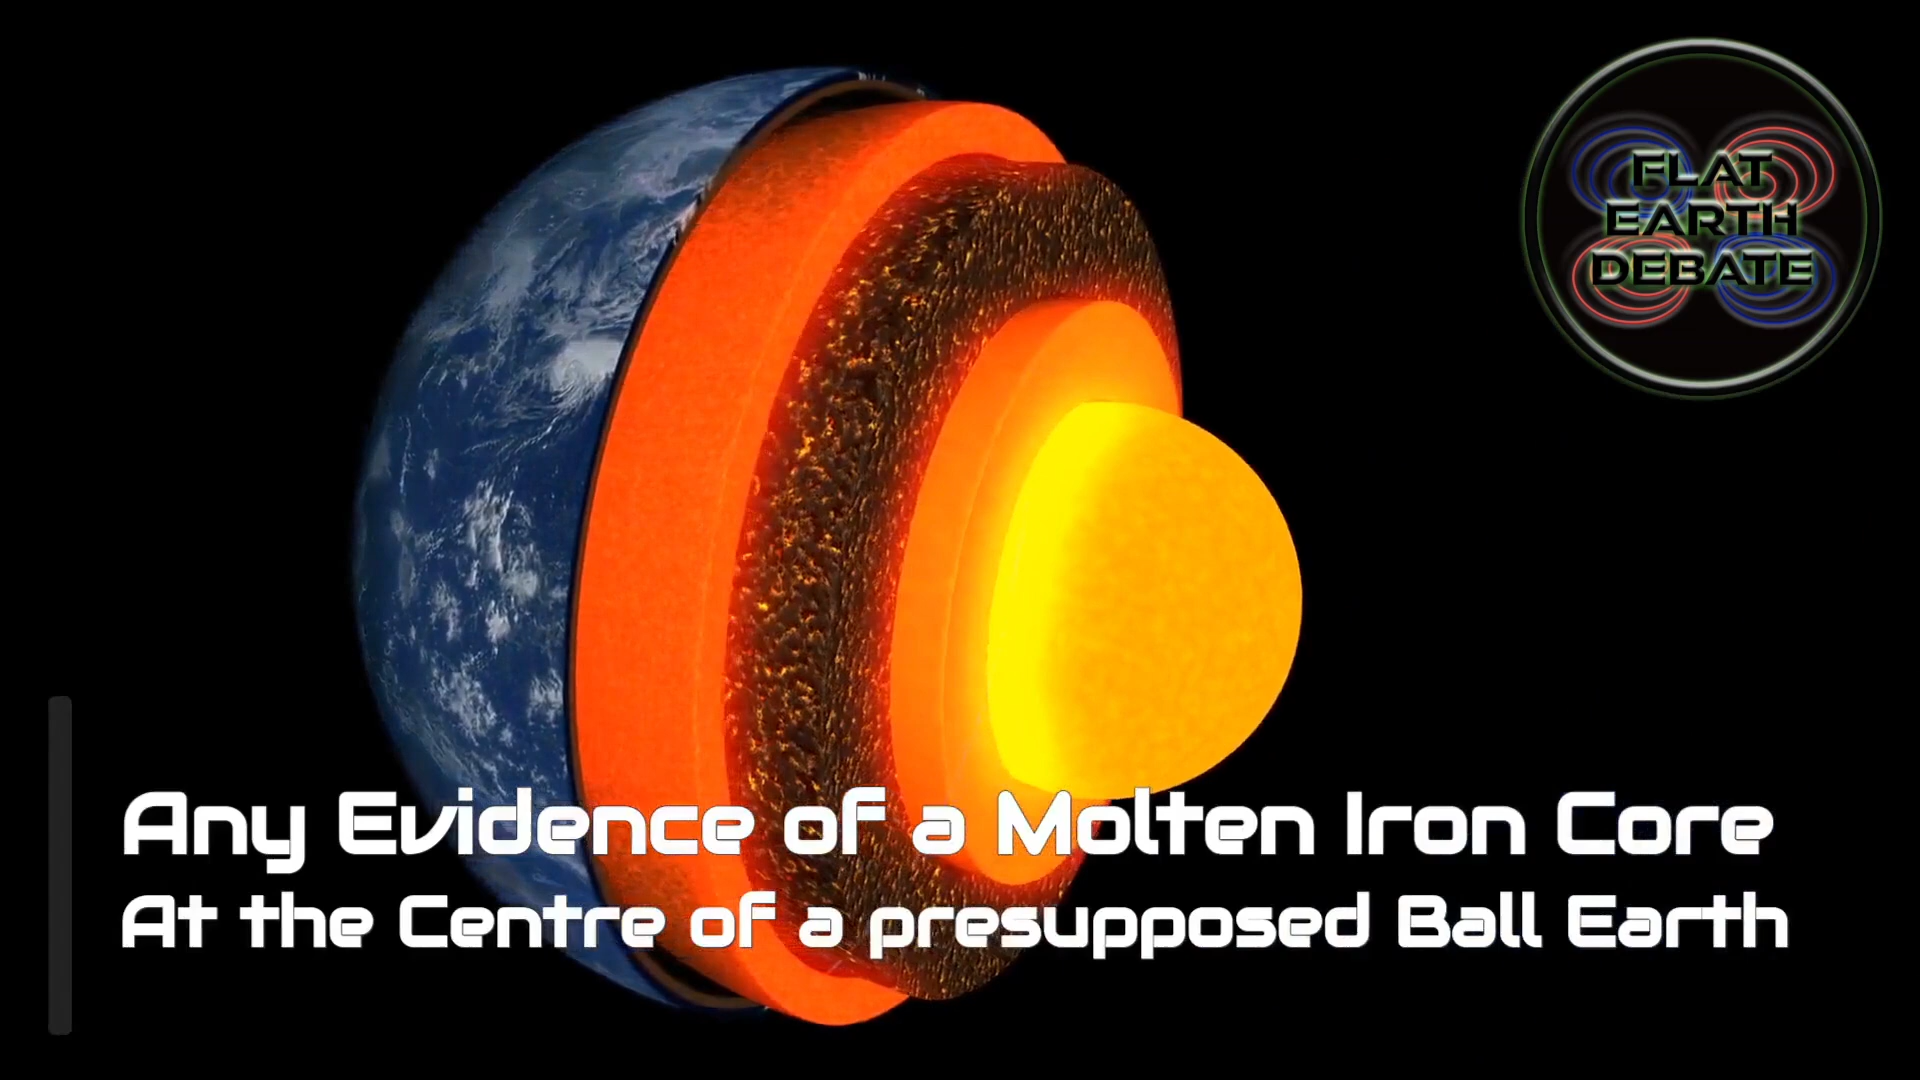 FLAT
EARTH
DEBATE
Any Evidence of a Molten Iron Core
At the Centre of a presupposed Ball Earth